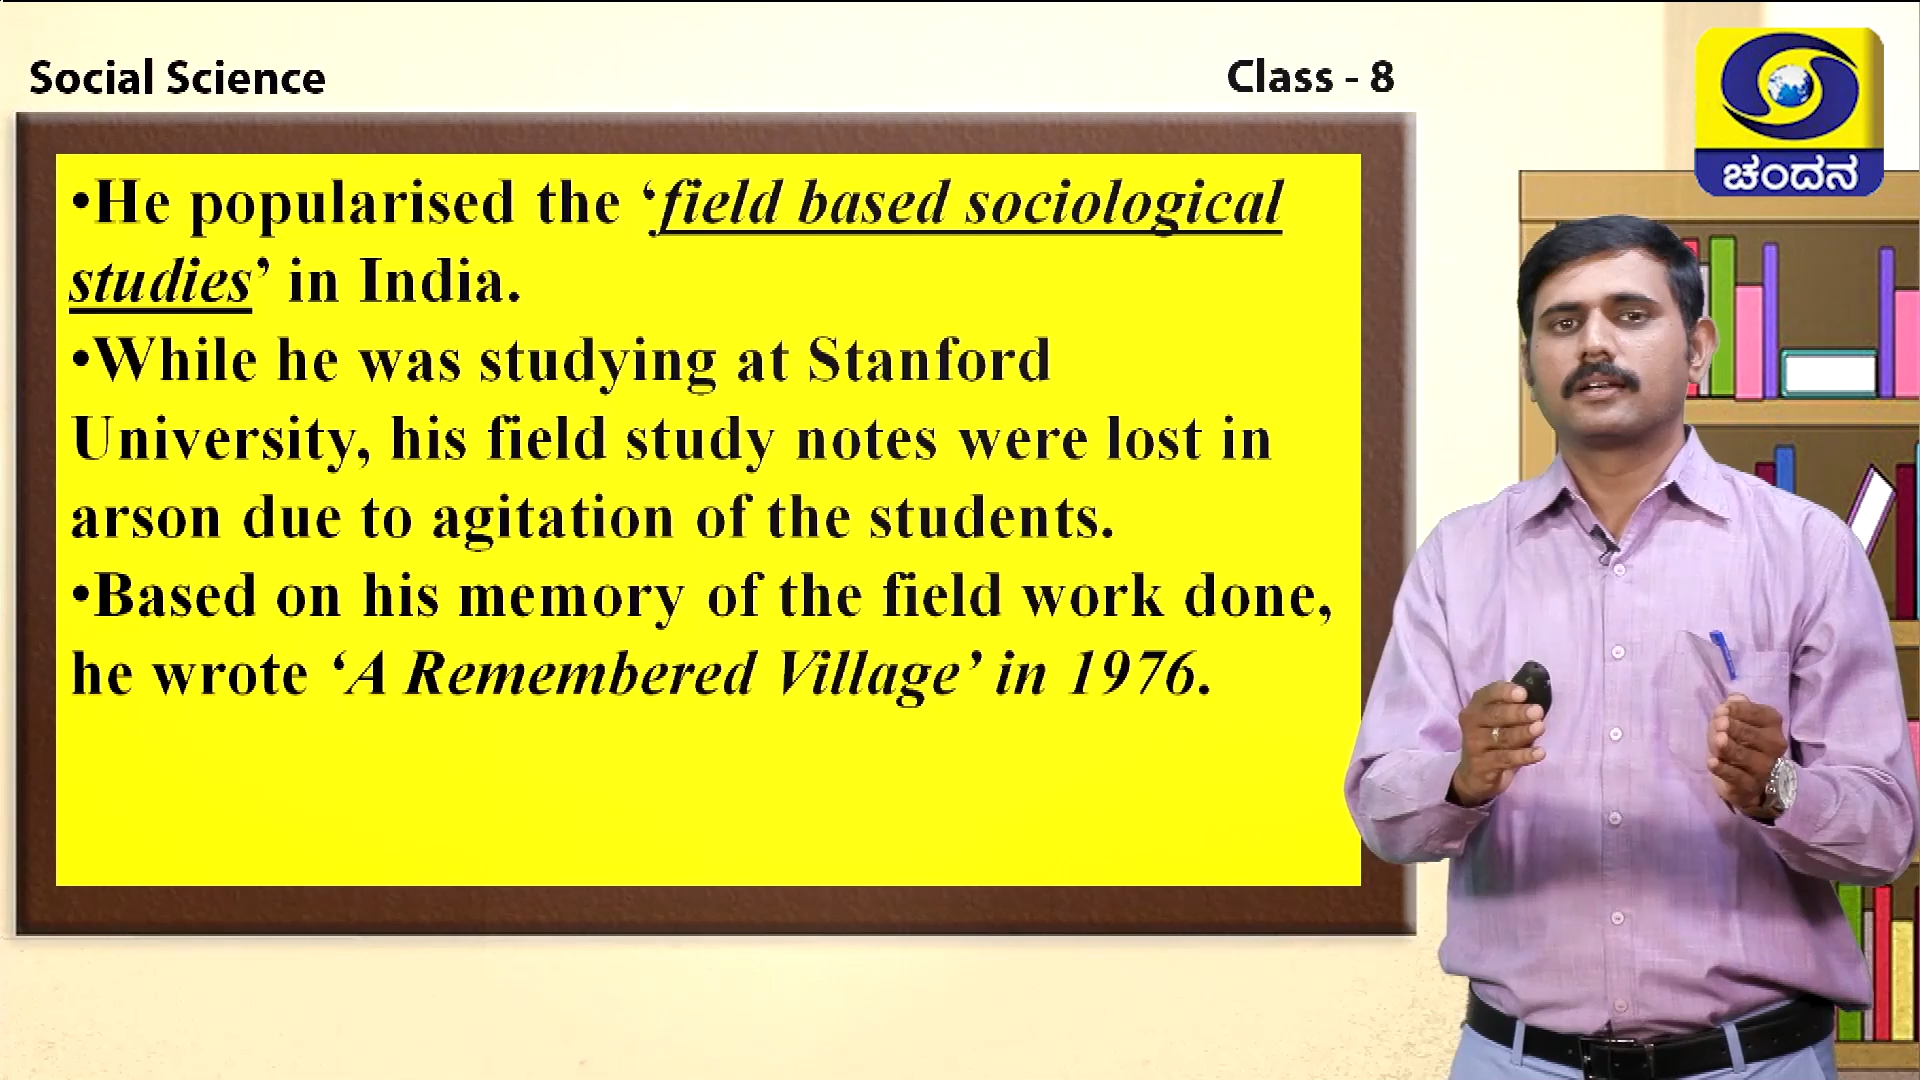 Social Science
Class - 8
ಚಂದನ
•He popularised the ‘field based sociological
studies’ in India.
•While he was studying at Stanford
University, his field study notes were lost in
arson due to agitation of the students.
•Based on his memory of the field work done,
he wrote ‘A Remembered Village’ in 1976.